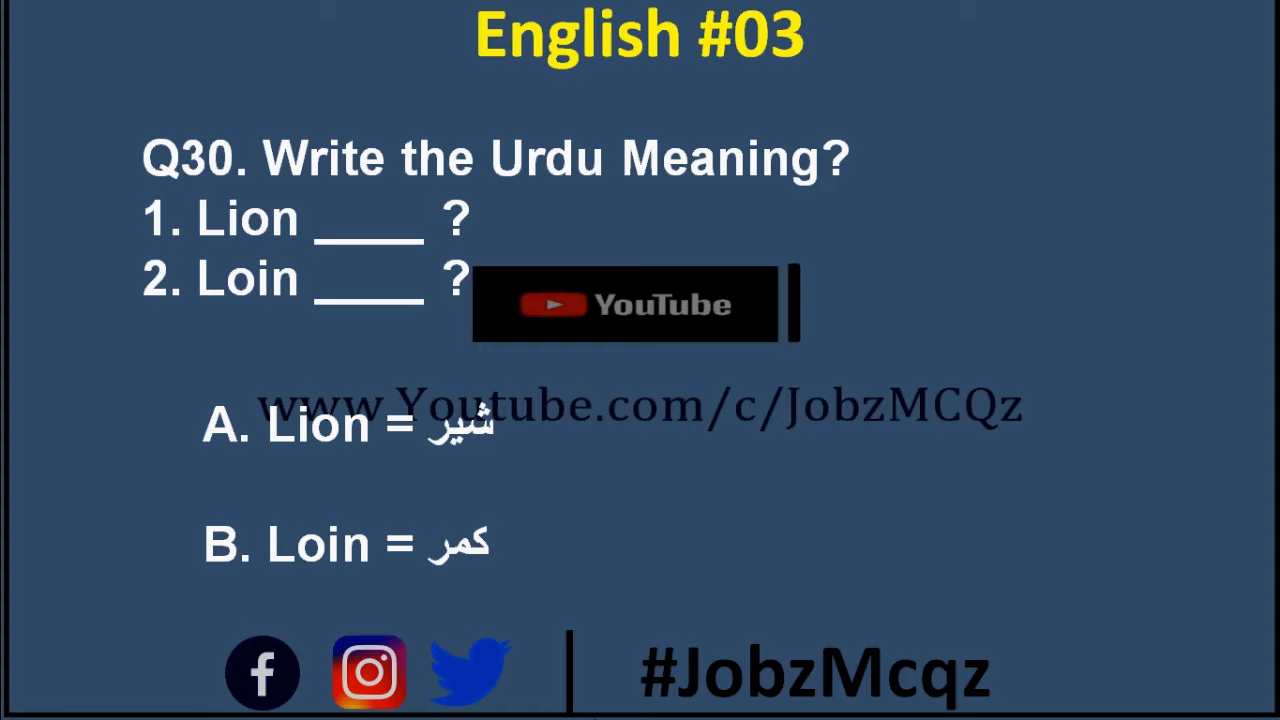 English #03
Q30. Write the Urdu Meaning?
1. Lion ____ ?
2. Loin ____ ?
YouTube
www.Youtube.com/c/JobzMCQz
A. Lion = شیر
B. Loin = کمر
#JobzMcqz